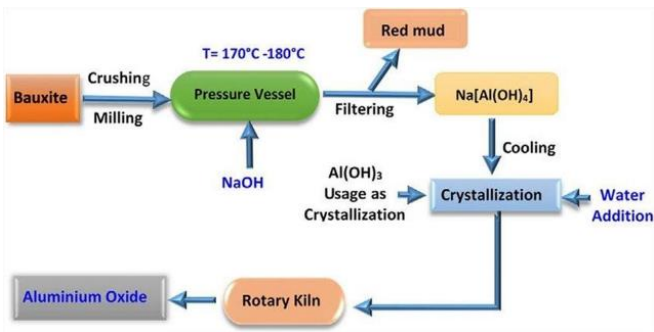 Red mud
T= 170°C -180°C
Crushing
Bauxite
Milling
Pressure Vessel
Filtering
Na[Al(OH)₄]
NaOH
Cooling
Al(OH)₃
Usage as
Crystallization
Crystallization
Water
Addition
Aluminium Oxide
Rotary Kiln